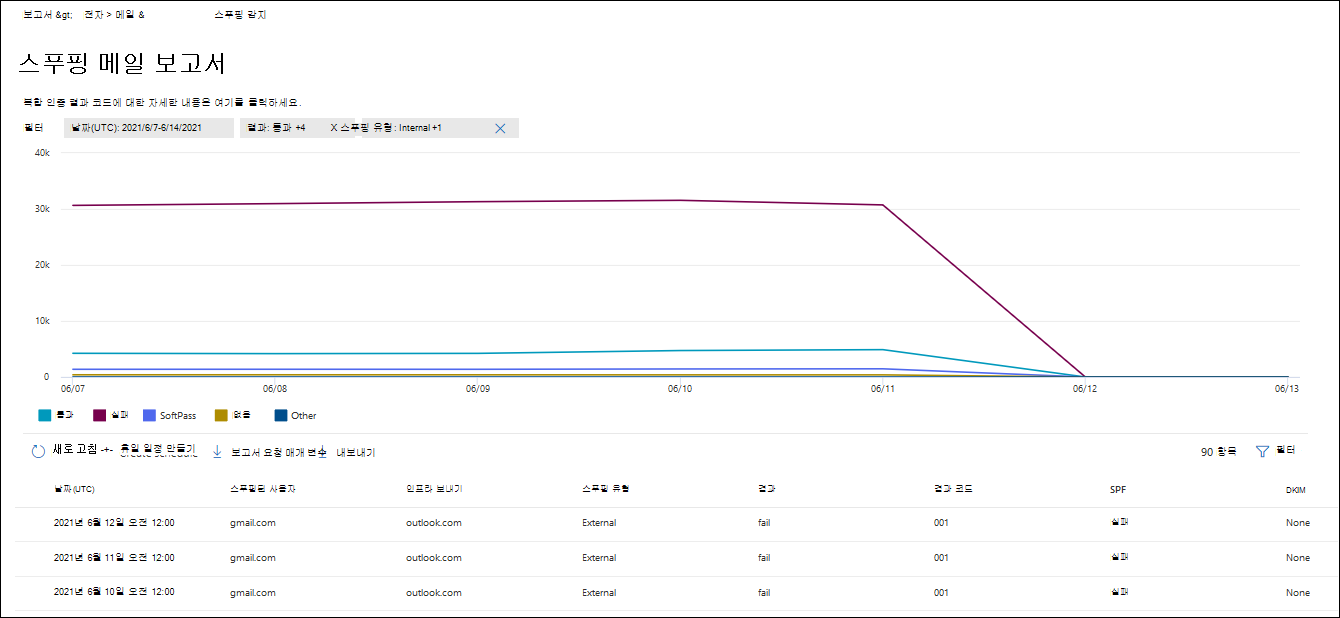 보고서 &gt; 전자 > 메일 & 스푸핑 감지
스푸핑 메일 보고서
복합 인증 결과 코드에 대한 자세한 내용은 여기를 클릭하세요.
필터 날짜(UTC): 2021/6/7-6/14/2021 결과: 통과 +4 X 스푸핑 유형: Internal +1
40k
30k
20k
10k
0
06/07 06/08 06/09 06/10 06/11 06/12 06/13
통과 실패 SoftPass 없음 Other
새로 고침 -+- 휴일 일정 만들기 보고서 요청 매개 변수 내보내기 90 항목 필터
Create schedule
날짜(UTC) 스푸핑된 사용자 인프라 보내기 스푸핑 유형 결과 결과 코드 SPF DKIM
2021년 6월 12일 오전 12:00 gmail.com outlook.com External fail 001 실패 None
2021년 6월 11일 오전 12:00 gmail.com outlook.com External fail 001 실패 None
2021년 6월 10일 오전 12:00 gmail.com outlook.com External fail 001 실패 None